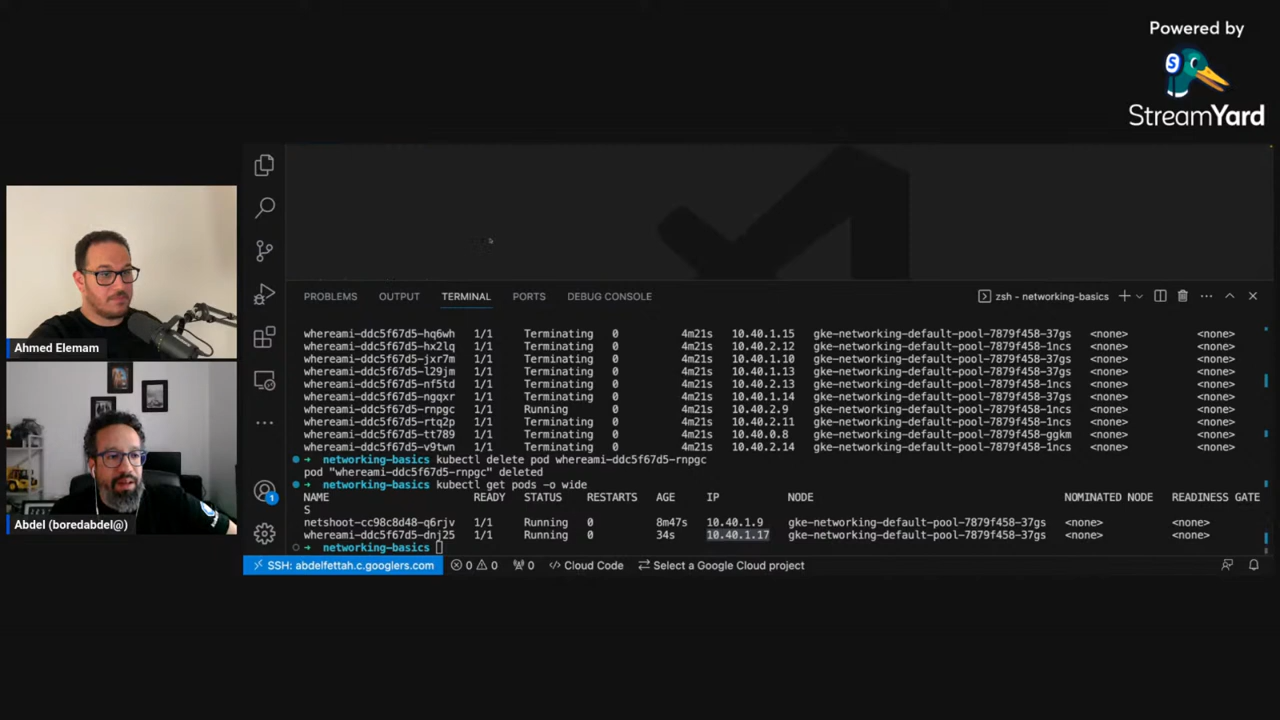 Powered by
S
StreamYard
Ahmed Elemam
Abdel (boredabdel@)
PROBLEMS OUTPUT TERMINAL PORTS DEBUG CONSOLE zsh - networking-basics
whereami-ddc5f67d5-hq6wh 1/1 Terminating 0 4m21s 10.40.1.15 gke-networking-default-pool-7879f458-37gs <none> <none>
whereami-ddc5f67d5-hx2lq 1/1 Terminating 0 4m21s 10.40.2.12 gke-networking-default-pool-7879f458-1ncs <none> <none>
whereami-ddc5f67d5-jxr7m 1/1 Terminating 0 4m21s 10.40.1.10 gke-networking-default-pool-7879f458-37gs <none> <none>
whereami-ddc5f67d5-l29jm 1/1 Terminating 0 4m21s 10.40.1.13 gke-networking-default-pool-7879f458-37gs <none> <none>
whereami-ddc5f67d5-nf5td 1/1 Terminating 0 4m21s 10.40.2.13 gke-networking-default-pool-7879f458-1ncs <none> <none>
whereami-ddc5f67d5-ngqxr 1/1 Terminating 0 4m21s 10.40.1.14 gke-networking-default-pool-7879f458-37gs <none> <none>
whereami-ddc5f67d5-rnpgc 1/1 Running 0 4m21s 10.40.2.9 gke-networking-default-pool-7879f458-1ncs <none> <none>
whereami-ddc5f67d5-rtq2p 1/1 Terminating 0 4m21s 10.40.2.11 gke-networking-default-pool-7879f458-1ncs <none> <none>
whereami-ddc5f67d5-tt789 1/1 Terminating 0 4m21s 10.40.0.8 gke-networking-default-pool-7879f458-ggkm <none> <none>
whereami-ddc5f67d5-v9twn 1/1 Terminating 0 4m21s 10.40.2.14 gke-networking-default-pool-7879f458-1ncs <none> <none>
➜ networking-basics kubectl delete pod whereami-ddc5f67d5-rnpgc
pod "whereami-ddc5f67d5-rnpgc" deleted
➜ networking-basics kubectl get pods -o wide
NAME READY STATUS RESTARTS AGE IP NODE NOMINATED NODE READINESS GATE
S
netshoot-cc98c8d48-q6rjv 1/1 Running 0 8m47s 10.40.1.9 gke-networking-default-pool-7879f458-37gs <none> <none>
whereami-ddc5f67d5-dnj25 1/1 Running 0 34s 10.40.1.17 gke-networking-default-pool-7879f458-37gs <none> <none>
➜ networking-basics
1
SSH: abdelfettah.c.googlers.com 0 0 0 </> Cloud Code Select a Google Cloud project